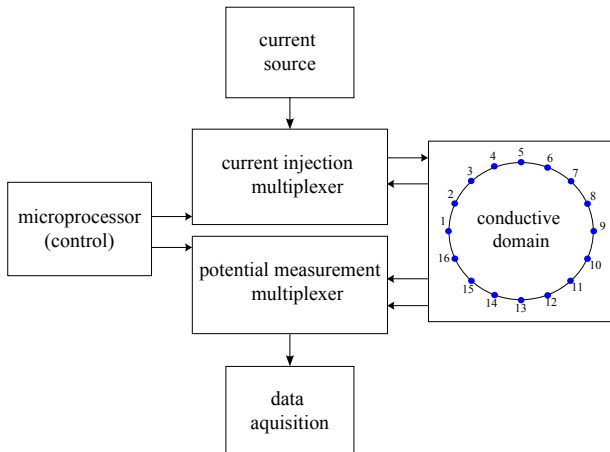 current
source
current injection
multiplexer
microprocessor
(control)
potential measurement
multiplexer
data
aquisition
conductive
domain
1
2
3
4
5
6
7
8
9
10
11
12
13
14
15
16